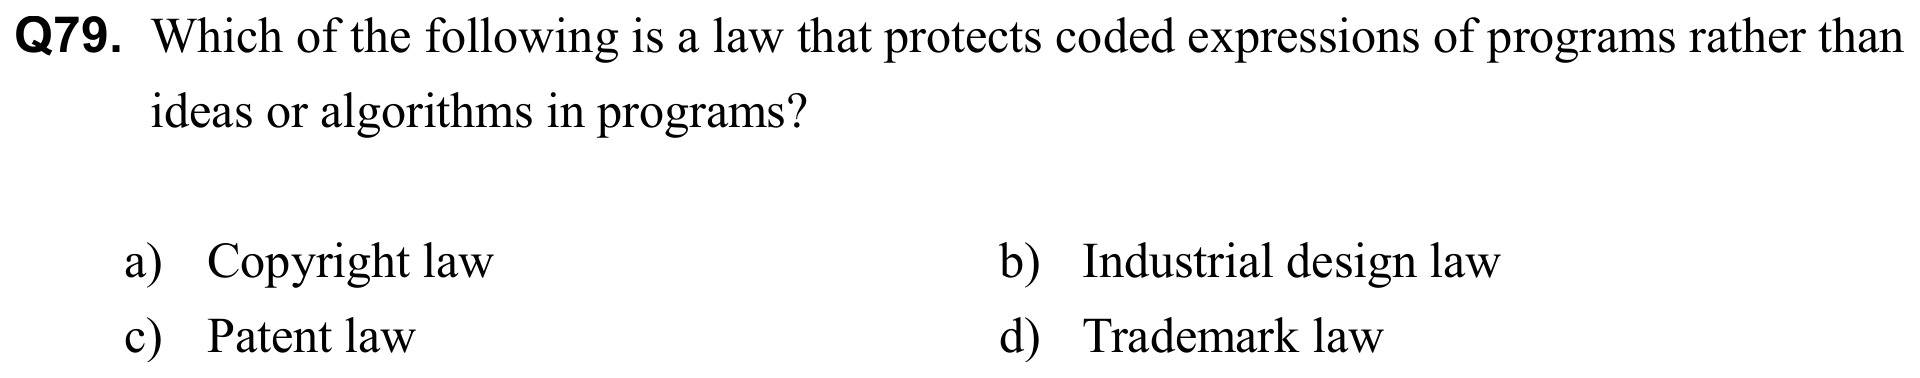 Q79. Which of the following is a law that protects coded expressions of programs rather than
ideas or algorithms in programs?
a) Copyright law b) Industrial design law
c) Patent law d) Trademark law